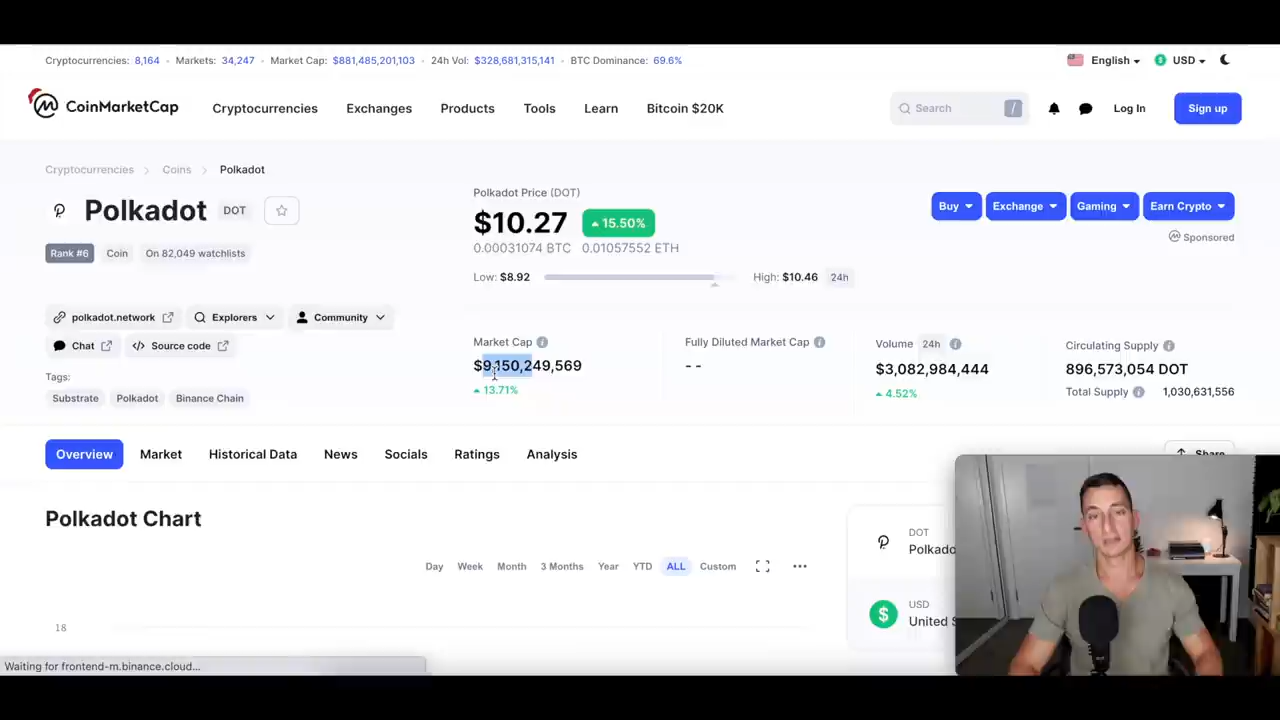 Cryptocurrencies: 8,164 • Markets: 34,247 • Market Cap: $881,485,201,103 • 24h Vol: $328,681,315,141 • BTC Dominance: 69.6% English USD
CoinMarketCap Cryptocurrencies Exchanges Products Tools Learn Bitcoin $20K Search / Log In Sign up
Cryptocurrencies Coins Polkadot
Polkadot DOT
Rank #6 Coin On 82,049 watchlists
polkadot.network Explorers Community
Chat Source code
Tags:
Substrate Polkadot Binance Chain
Polkadot Price (DOT)
$10.27 15.50%
0.00031074 BTC 0.01057552 ETH
Low: $8.92 High: $10.46 24h
Buy Exchange Gaming Earn Crypto
Sponsored
Market Cap
$9,150,249,569
13.71%
Fully Diluted Market Cap
- -
Volume 24h
$3,082,984,444
4.52%
Circulating Supply
896,573,054 DOT
Total Supply 1,030,631,556
Overview Market Historical Data News Socials Ratings Analysis
Share
Polkadot Chart
Day Week Month 3 Months Year YTD ALL Custom
18
DOT
Polkado
USD
United S
Waiting for frontend-m.binance.cloud...